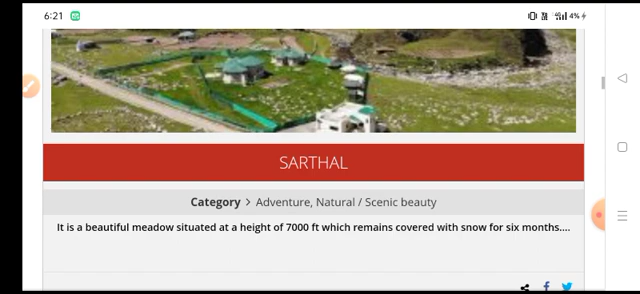 6:21
4%
SARTHAL
Category > Adventure, Natural / Scenic beauty
It is a beautiful meadow situated at a height of 7000 ft which remains covered with snow for six months....